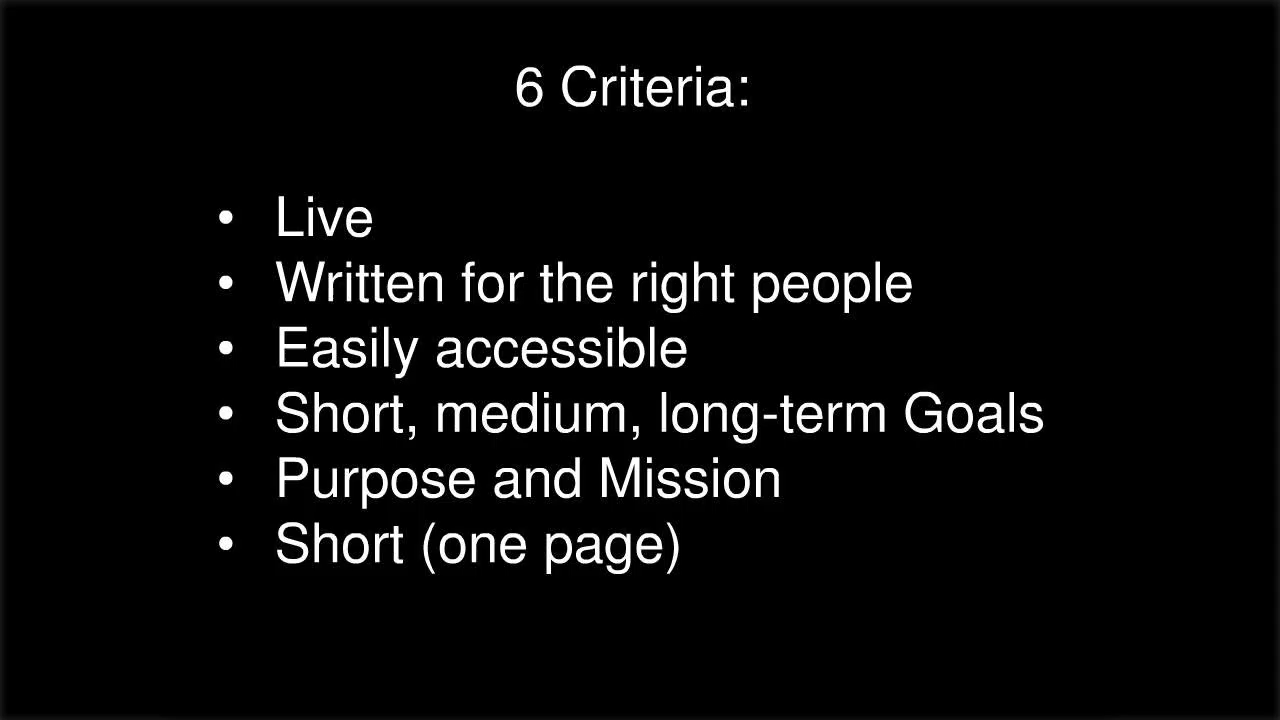 6 Criteria:
• Live
• Written for the right people
• Easily accessible
• Short, medium, long-term Goals
• Purpose and Mission
• Short (one page)